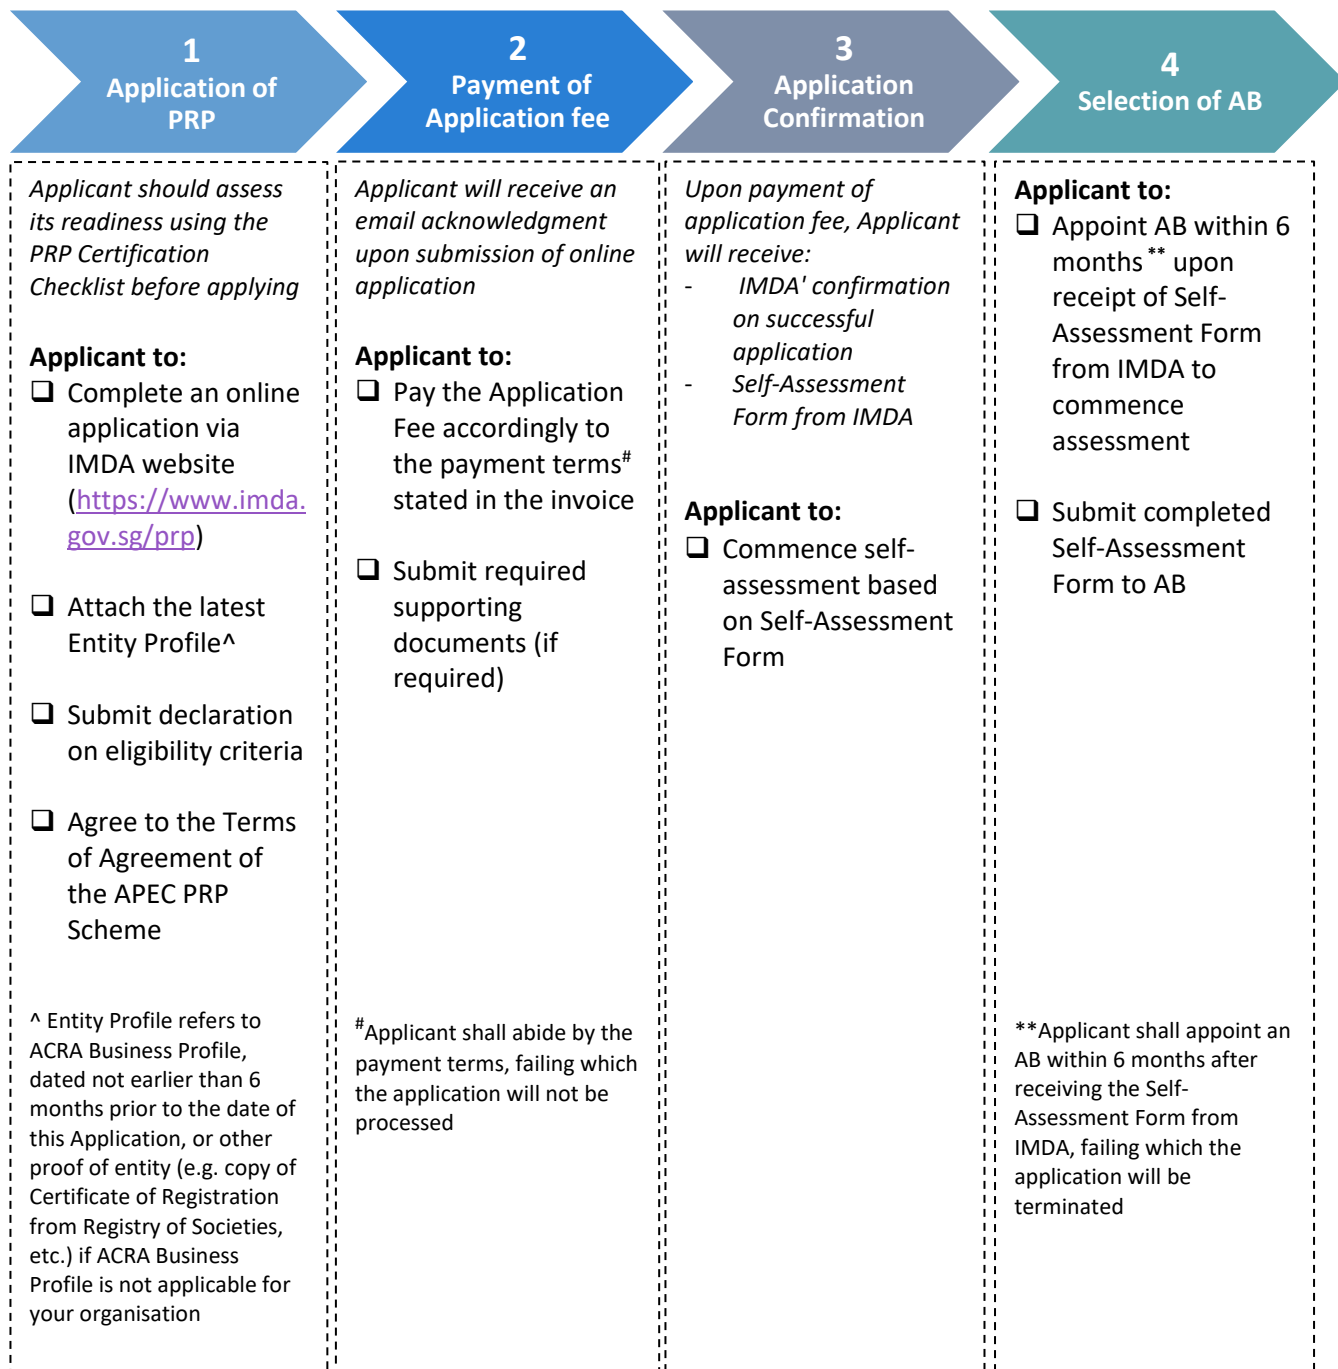 1
Application of
PRP
2
Payment of
Application fee
3
Application
Confirmation
4
Selection of AB
Applicant should assess
its readiness using the
PRP Certification
Checklist before applying
Applicant to:
❑ Complete an online
application via
IMDA website
(https://www.imda.
gov.sg/prp)
❑ Attach the latest
Entity Profile^
❑ Submit declaration
on eligibility criteria
❑ Agree to the Terms
of Agreement of
the APEC PRP
Scheme
^ Entity Profile refers to
ACRA Business Profile,
dated not earlier than 6
months prior to the date of
this Application, or other
proof of entity (e.g. copy of
Certificate of Registration
from Registry of Societies,
etc.) if ACRA Business
Profile is not applicable for
your organisation
Applicant will receive an
email acknowledgment
upon submission of online
application
Applicant to:
❑ Pay the Application
Fee accordingly to
the payment terms#
stated in the invoice
❑ Submit required
supporting
documents (if
required)
#Applicant shall abide by the
payment terms, failing which
the application will not be
processed
Upon payment of
application fee, Applicant
will receive:
- IMDA' confirmation
on successful
application
- Self-Assessment
Form from IMDA
Applicant to:
❑ Commence self-
assessment based
on Self-Assessment
Form
Applicant to:
❑ Appoint AB within 6
months ** upon
receipt of Self-
Assessment Form
from IMDA to
commence
assessment
❑ Submit completed
Self-Assessment
Form to AB
**Applicant shall appoint an
AB within 6 months after
receiving the Self-
Assessment Form from
IMDA, failing which the
application will be
terminated